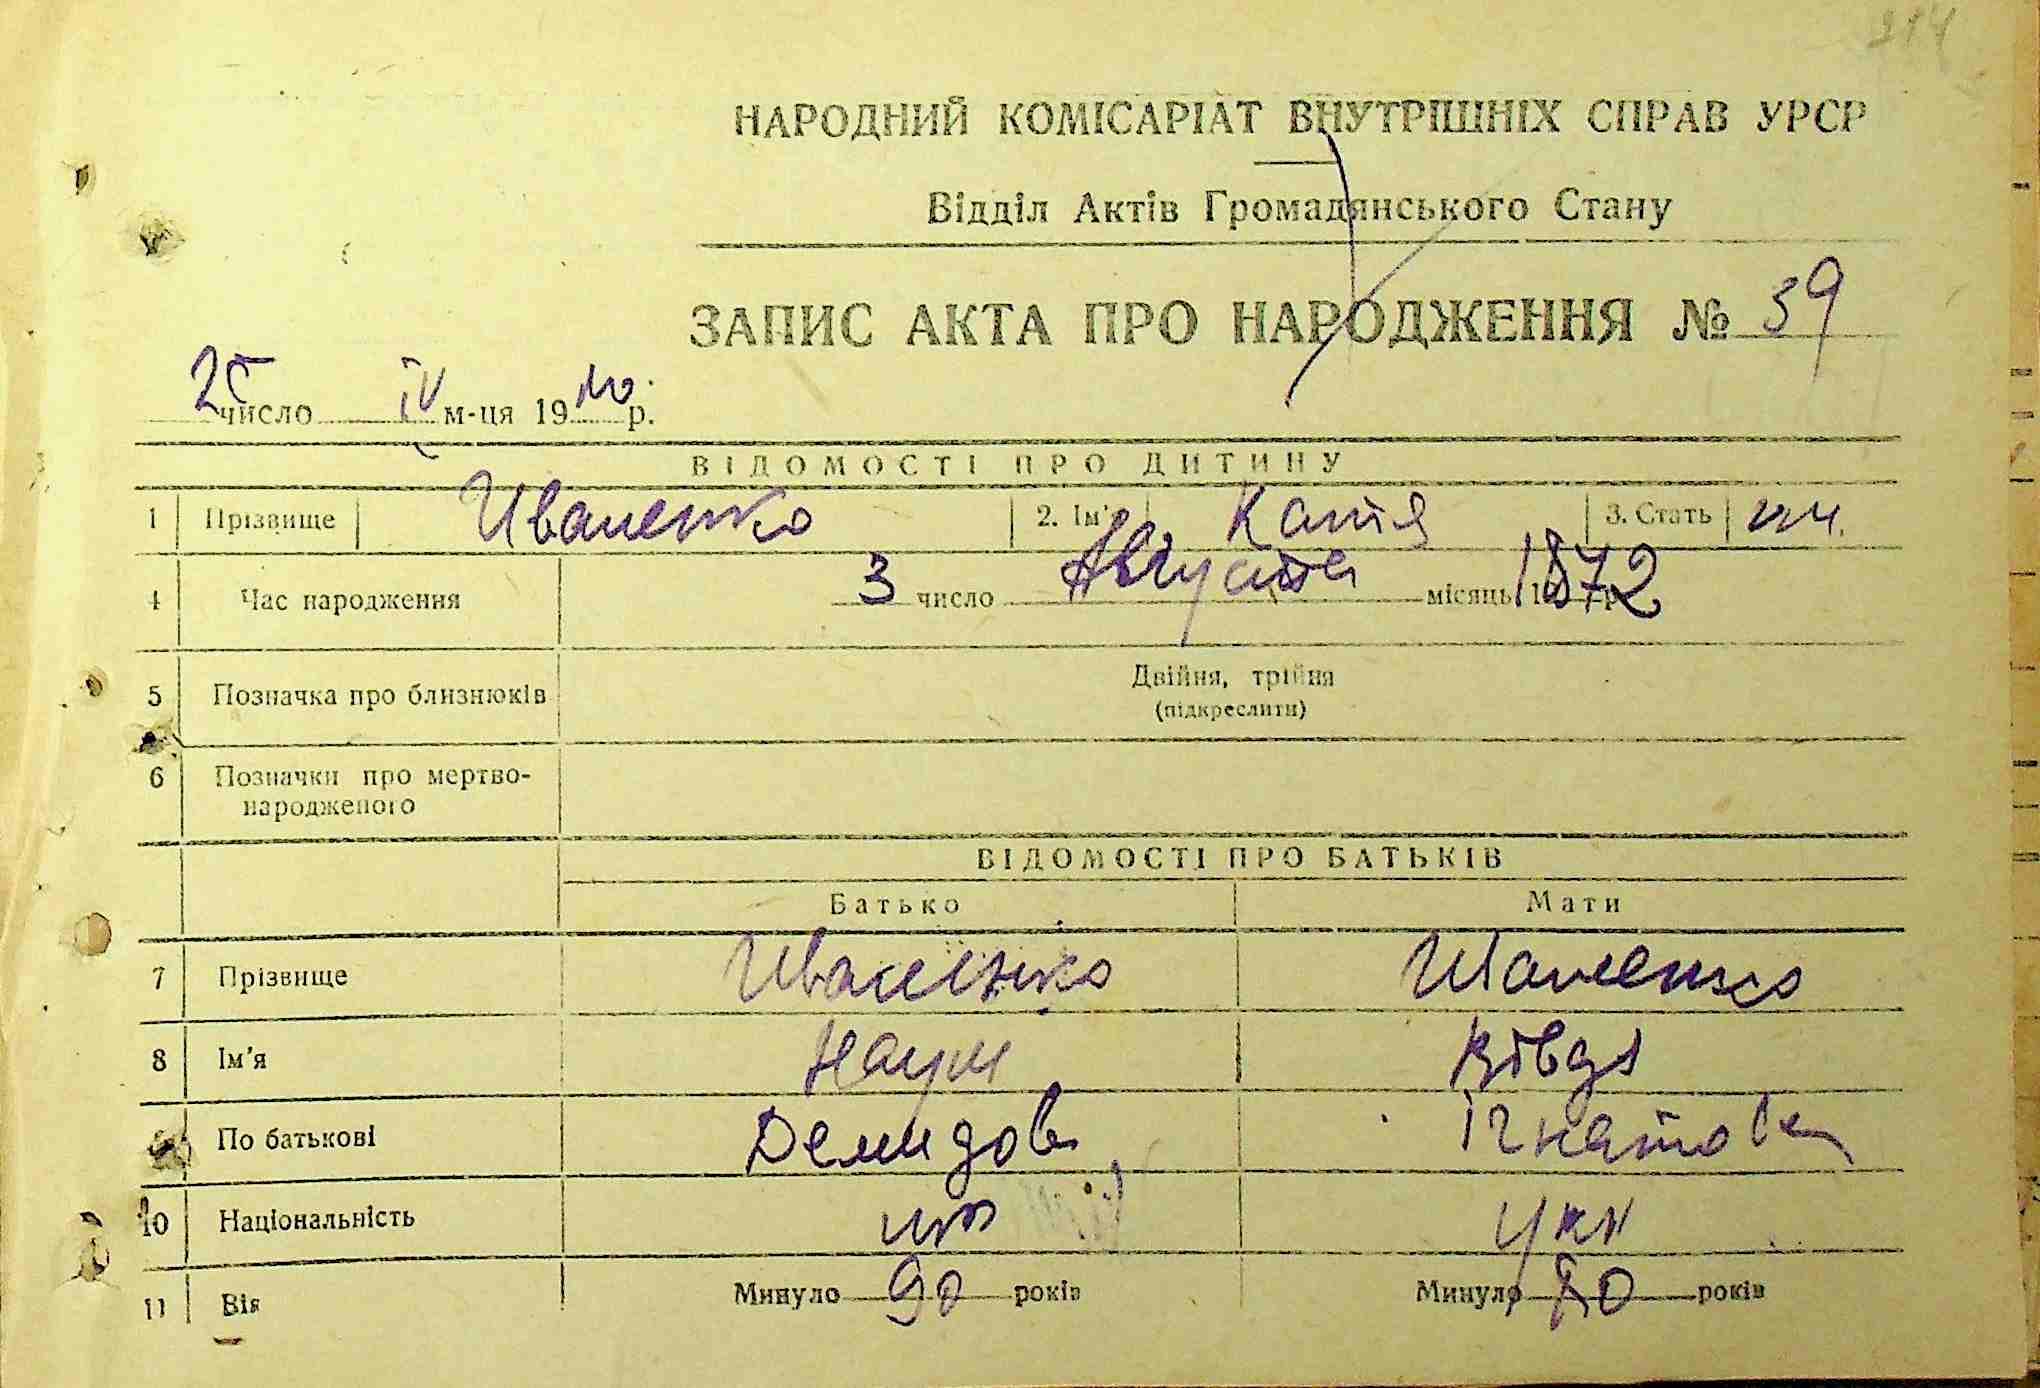 НАРОДНИЙ КОМІСАРІАТ ВНУТРІШНІХ СПРАВ УРСР
Відділ Актів Громадянського Стану
ЗАПИС АКТА ПРО НАРОДЖЕННЯ № 39
25 число IV м-ця 19 р.
ВІДОМОСТІ ПРО ДИТИНУ
1 Прізвище Иваненко 2. Ім'я Катя 3. Стать
4 Час народження 3 число Августа місяць 1872 р.
5 Позначка про близнюків Двійня, трійня
(підкреслити)
6 Позначки про мертво-
народженого
ВІДОМОСТІ ПРО БАТЬКІВ
Батько Мати
7 Прізвище Иваненко
8 Ім'я Наум
9 По батькові Демидов
10 Національність укп
11 Вік Минуло 90 років Минуло 80 років